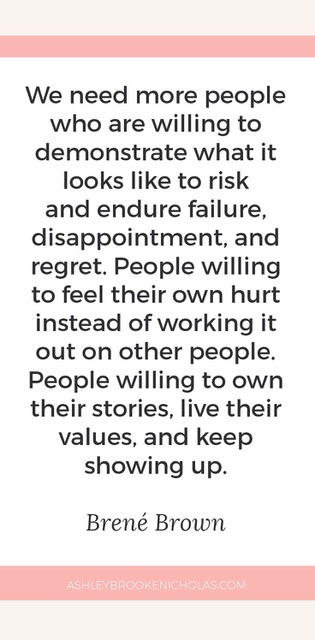 We need more people
who are willing to
demonstrate what it
looks like to risk
and endure failure,
disappointment, and
regret. People willing
to feel their own hurt
instead of working it
out on other people.
People willing to own
their stories, live their
values, and keep
showing up.
Brené Brown
ASHLEYBROOKENICHOLAS.COM